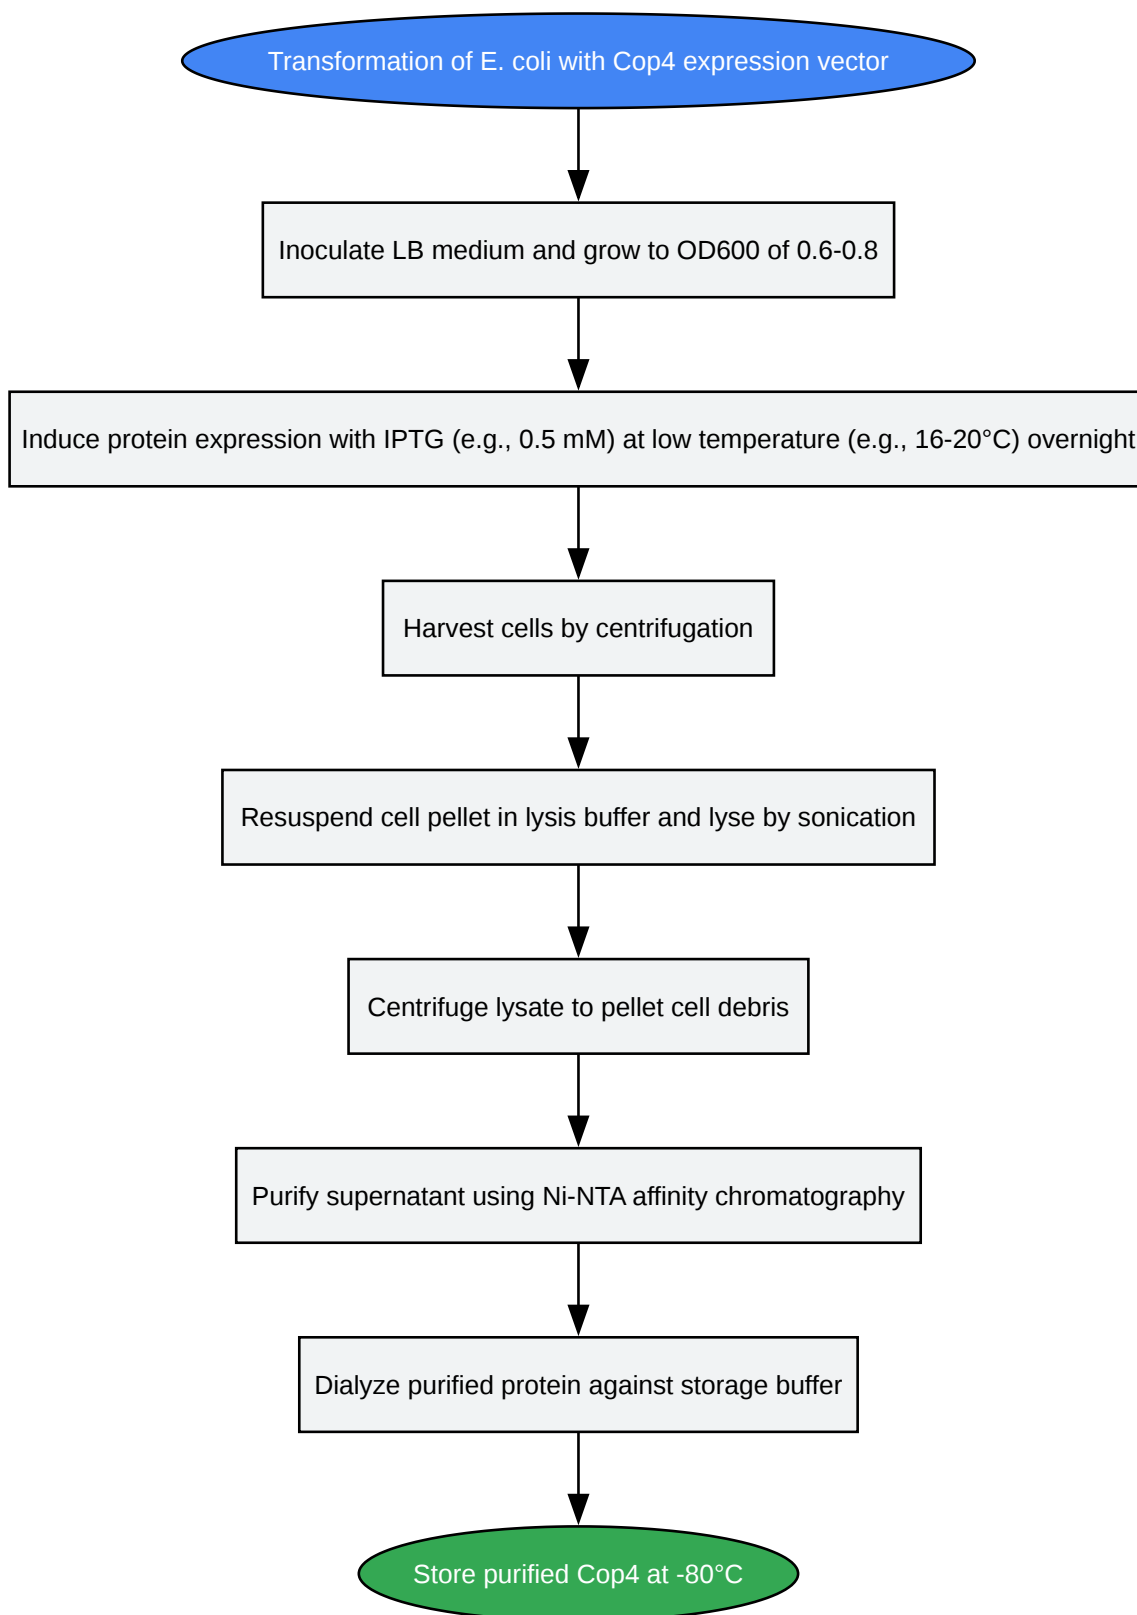 Transformation of E. coli with Cop4 expression vector
Inoculate LB medium and grow to OD600 of 0.6-0.8
Induce protein expression with IPTG (e.g., 0.5 mM) at low temperature (e.g., 16-20°C) overnight
Harvest cells by centrifugation
Resuspend cell pellet in lysis buffer and lyse by sonication
Centrifuge lysate to pellet cell debris
Purify supernatant using Ni-NTA affinity chromatography
Dialyze purified protein against storage buffer
Store purified Cop4 at -80°C